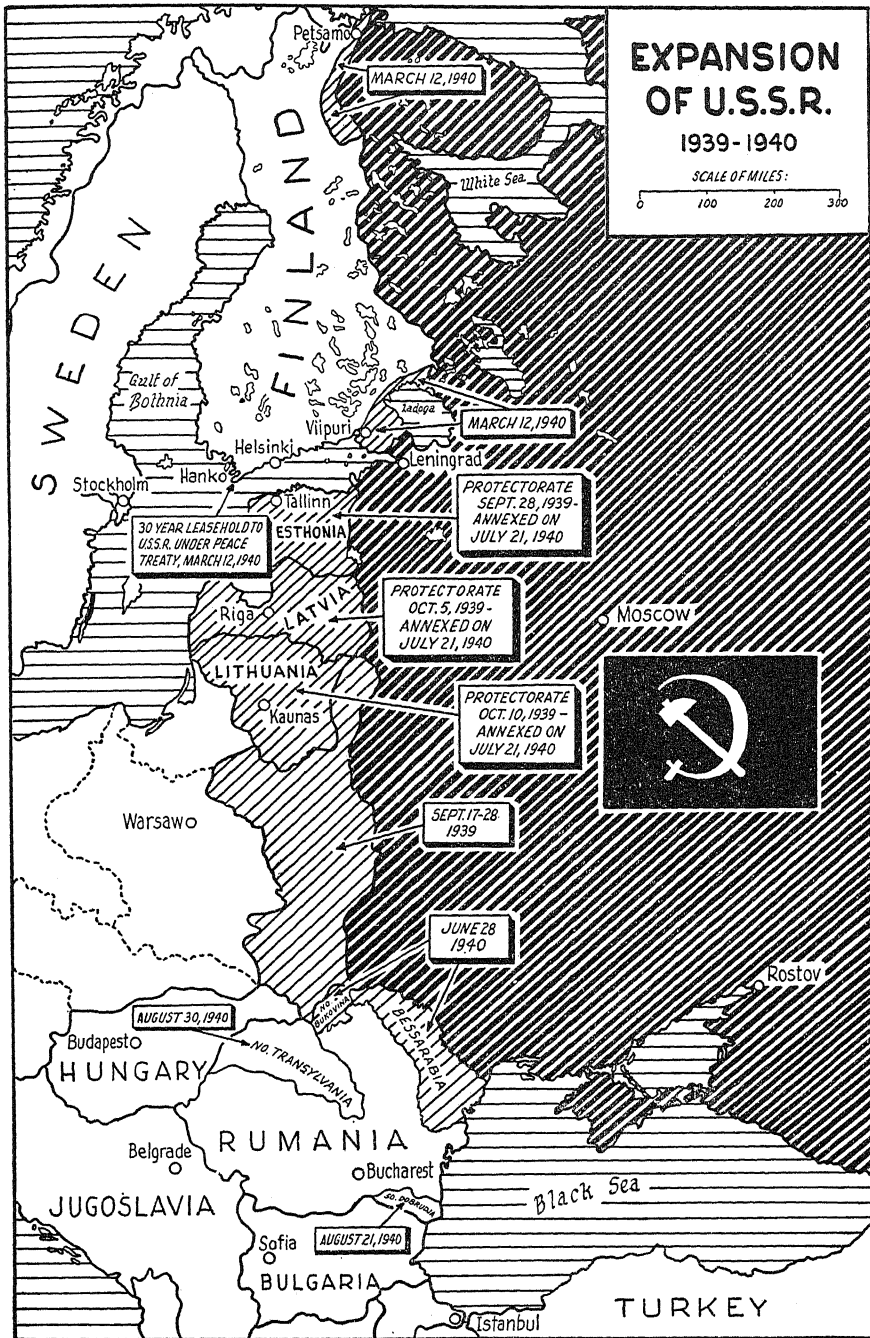 EXPANSION
OF U.S.S.R.
1939-1940
SCALE OF MILES:
0 100 200 300
Petsamo
MARCH 12, 1940
White Sea
FINLAND
SWEDEN
Gulf of
Bothnia
Ladoga
Viipuri
MARCH 12, 1940
Helsinki
Leningrad
Hanko
Stockholm
Tallinn
PROTECTORATE
SEPT. 28, 1939-
ANNEXED ON
JULY 21, 1940
30 YEAR LEASEHOLD TO
U.S.S.R. UNDER PEACE
TREATY, MARCH 12, 1940
ESTHONIA
PROTECTORATE
OCT. 5, 1939-
ANNEXED ON
JULY 21, 1940
Riga
LATVIA
Moscow
LITHUANIA
Kaunas
PROTECTORATE
OCT. 10, 1939-
ANNEXED ON
JULY 21, 1940
Warsaw
SEPT. 17-28
1939
JUNE 28
1940
Rostov
NO.
BUKOVINA
BESSARABIA
AUGUST 30, 1940
Budapest
HUNGARY
NO. TRANSYLVANIA
RUMANIA
Belgrade
Bucharest
JUGOSLAVIA
Black Sea
SO. DOBRUDJA
AUGUST 21, 1940
Sofia
BULGARIA
Istanbul
TURKEY